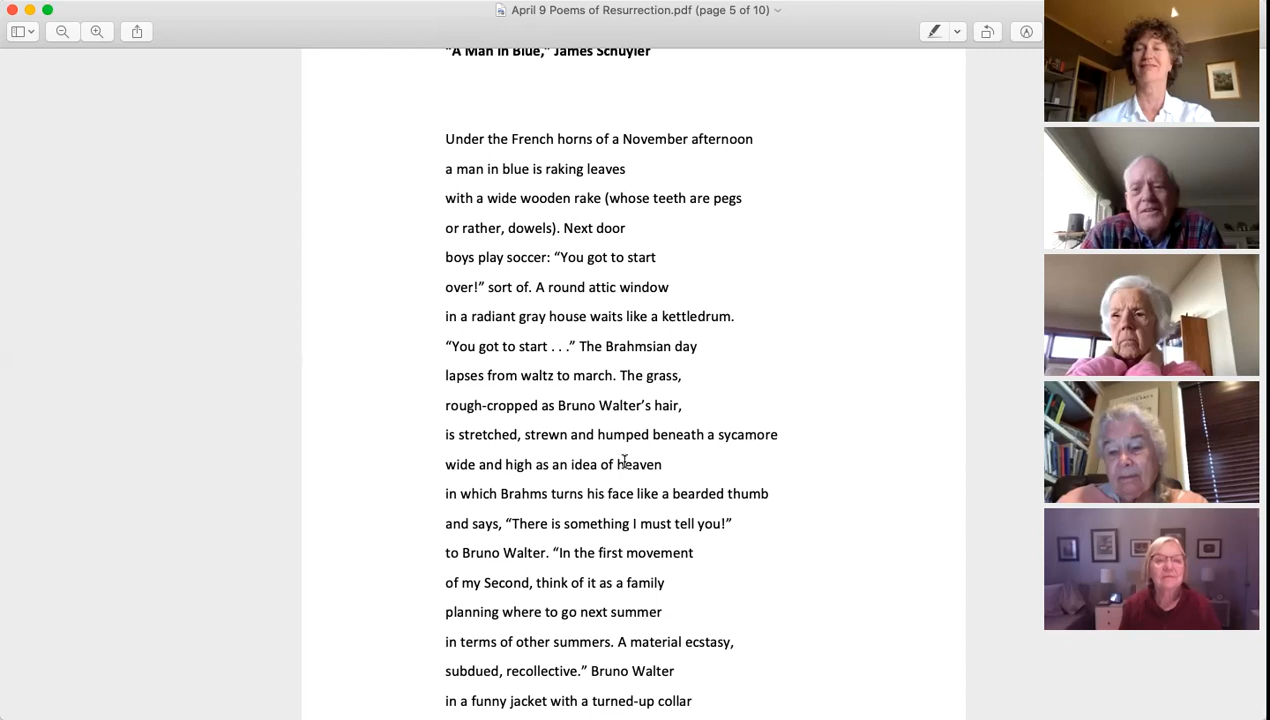 April 9 Poems of Resurrection.pdf (page 5 of 10)
"A Man in Blue," James Schuyler
Under the French horns of a November afternoon
a man in blue is raking leaves
with a wide wooden rake (whose teeth are pegs
or rather, dowels). Next door
boys play soccer: “You got to start
over!” sort of. A round attic window
in a radiant gray house waits like a kettledrum.
“You got to start . . .” The Brahmsian day
lapses from waltz to march. The grass,
rough-cropped as Bruno Walter’s hair,
is stretched, strewn and humped beneath a sycamore
wide and high as an idea of heaven
in which Brahms turns his face like a bearded thumb
and says, “There is something I must tell you!”
to Bruno Walter. “In the first movement
of my Second, think of it as a family
planning where to go next summer
in terms of other summers. A material ecstasy,
subdued, recollective.” Bruno Walter
in a funny jacket with a turned-up collar